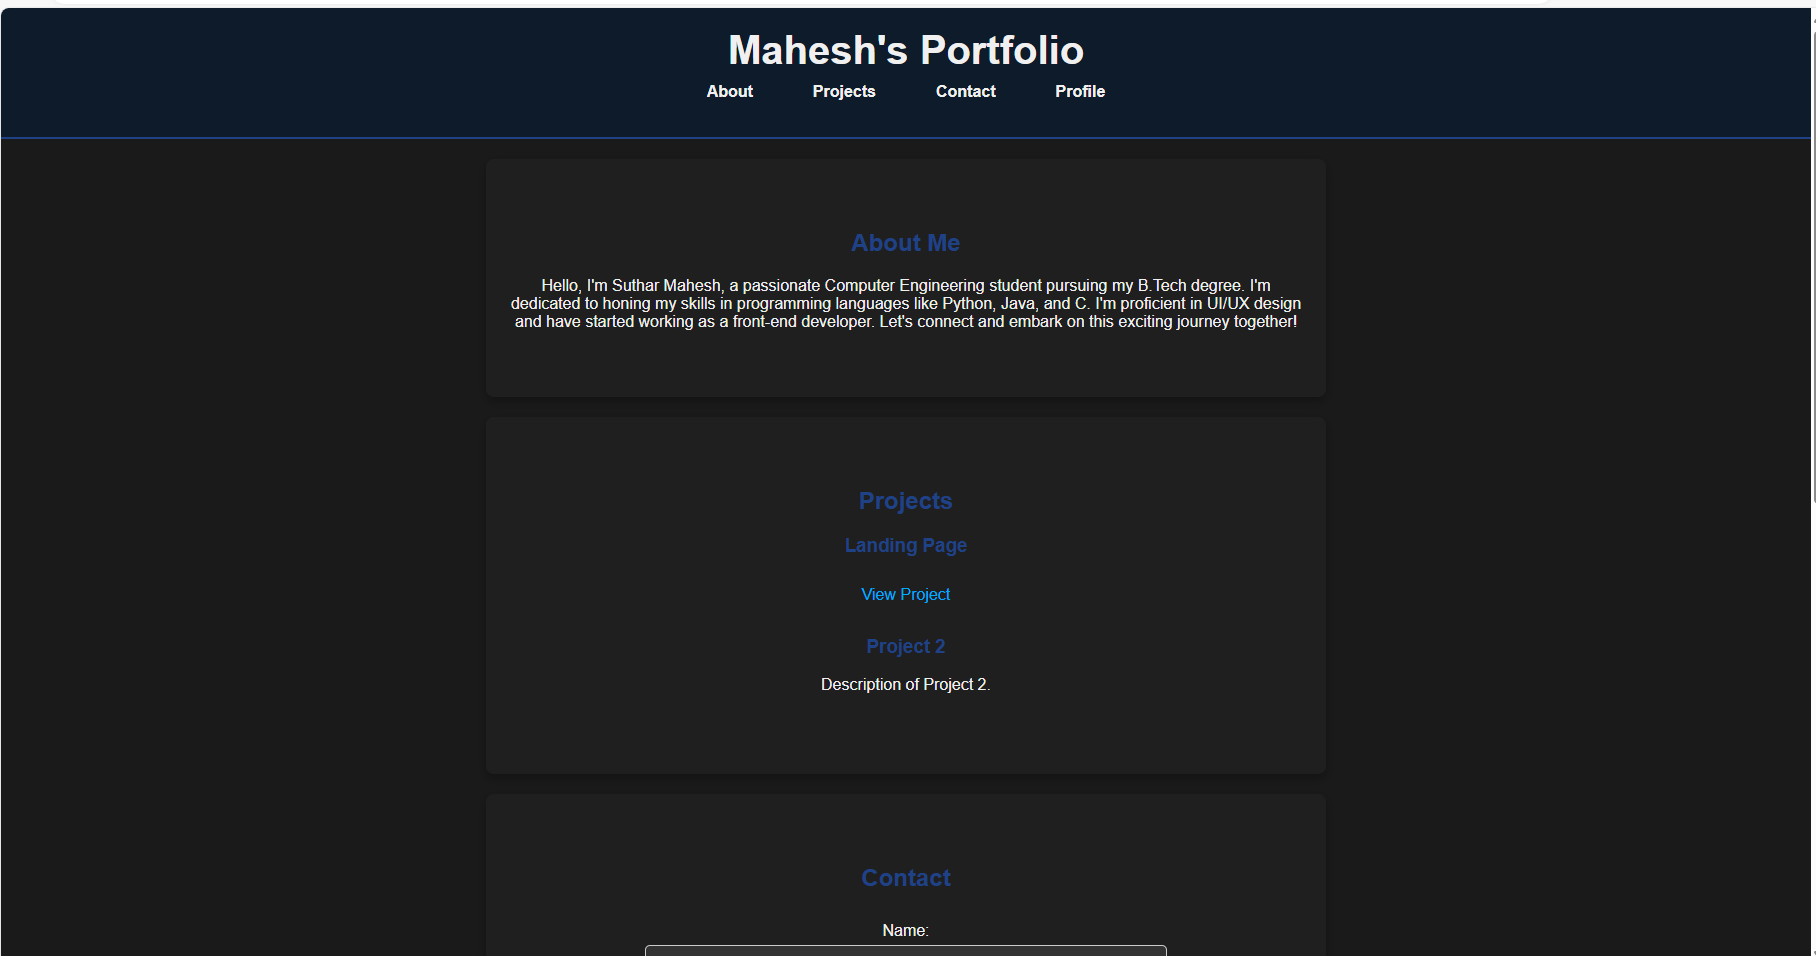 Mahesh's Portfolio
About Projects Contact Profile
About Me
Hello, I'm Suthar Mahesh, a passionate Computer Engineering student pursuing my B.Tech degree. I'm
dedicated to honing my skills in programming languages like Python, Java, and C. I'm proficient in UI/UX design
and have started working as a front-end developer. Let's connect and embark on this exciting journey together!
Projects
Landing Page
View Project
Project 2
Description of Project 2.
Contact
Name: